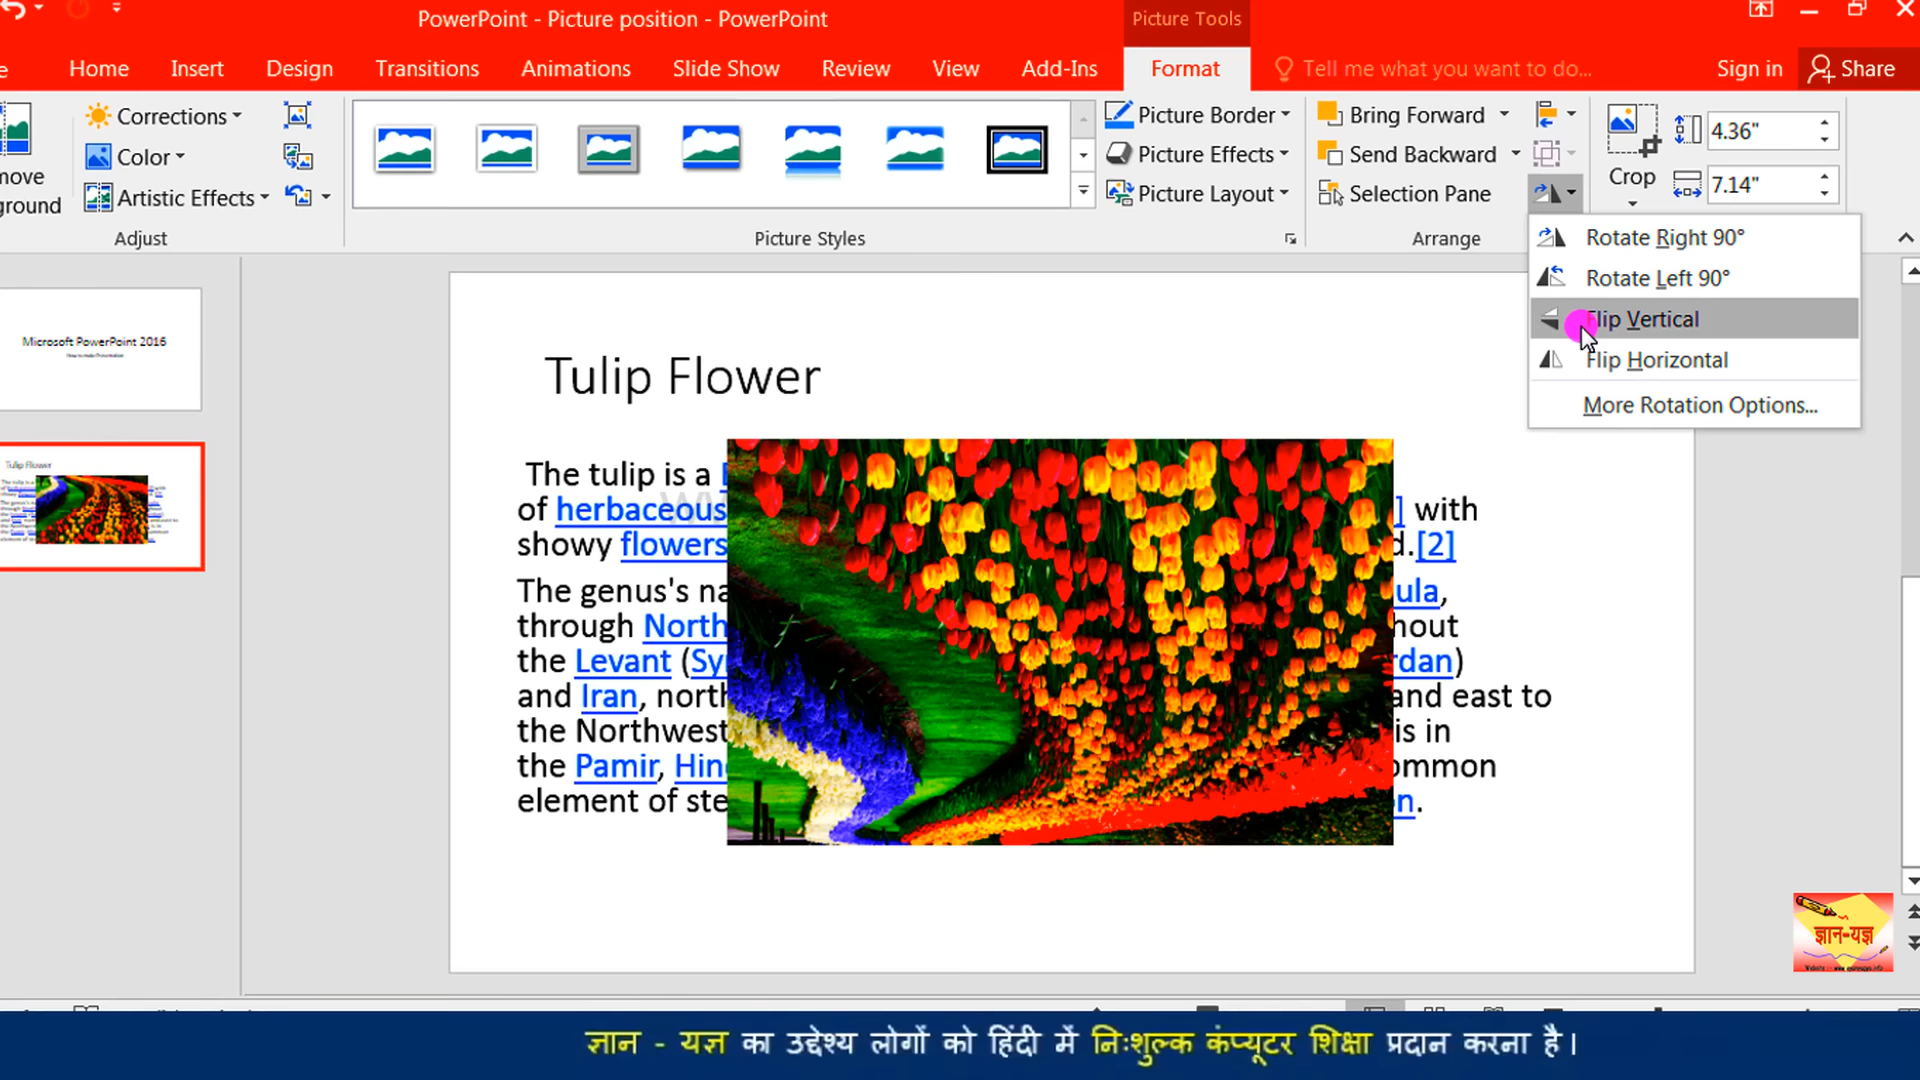 PowerPoint - Picture position - PowerPoint
Picture Tools
Home Insert Design Transitions Animations Slide Show Review View Add-Ins Format Tell me what you want to do... Sign in Share
Corrections
Color
Artistic Effects
Adjust
Picture Styles
Picture Border
Picture Effects
Picture Layout
Bring Forward
Send Backward
Selection Pane
Arrange
Crop
4.36"
7.14"
Rotate Right 90°
Rotate Left 90°
Flip Vertical
Flip Horizontal
More Rotation Options...
Microsoft PowerPoint 2016
Tulip Flower
Tulip Flower
The tulip is a
of herbaceous ] with
showy flowers d.[2]
The genus's na ula,
through North hout
the Levant (Sy rdan)
and Iran, north and east to
the Northwest is in
the Pamir, Hin ommon
element of ste n.
ज्ञान-यज्ञ
ज्ञान - यज्ञ का उद्देश्य लोगों को हिंदी में निःशुल्क कंप्यूटर शिक्षा प्रदान करना है।